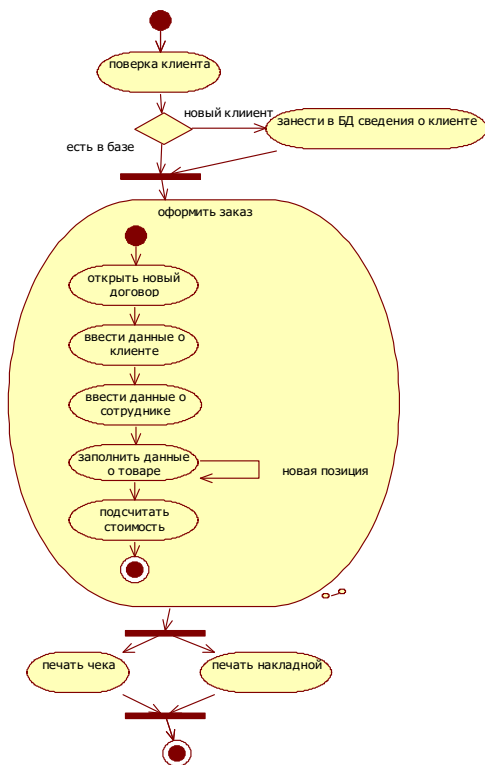 поверка клиента
новый клиент
занести в БД сведения о клиенте
есть в базе
оформить заказ
открыть новый
договор
ввести данные о
клиенте
ввести данные о
сотруднике
заполнить данные
о товаре
новая позиция
подсчитать
стоимость
печать чека
печать накладной